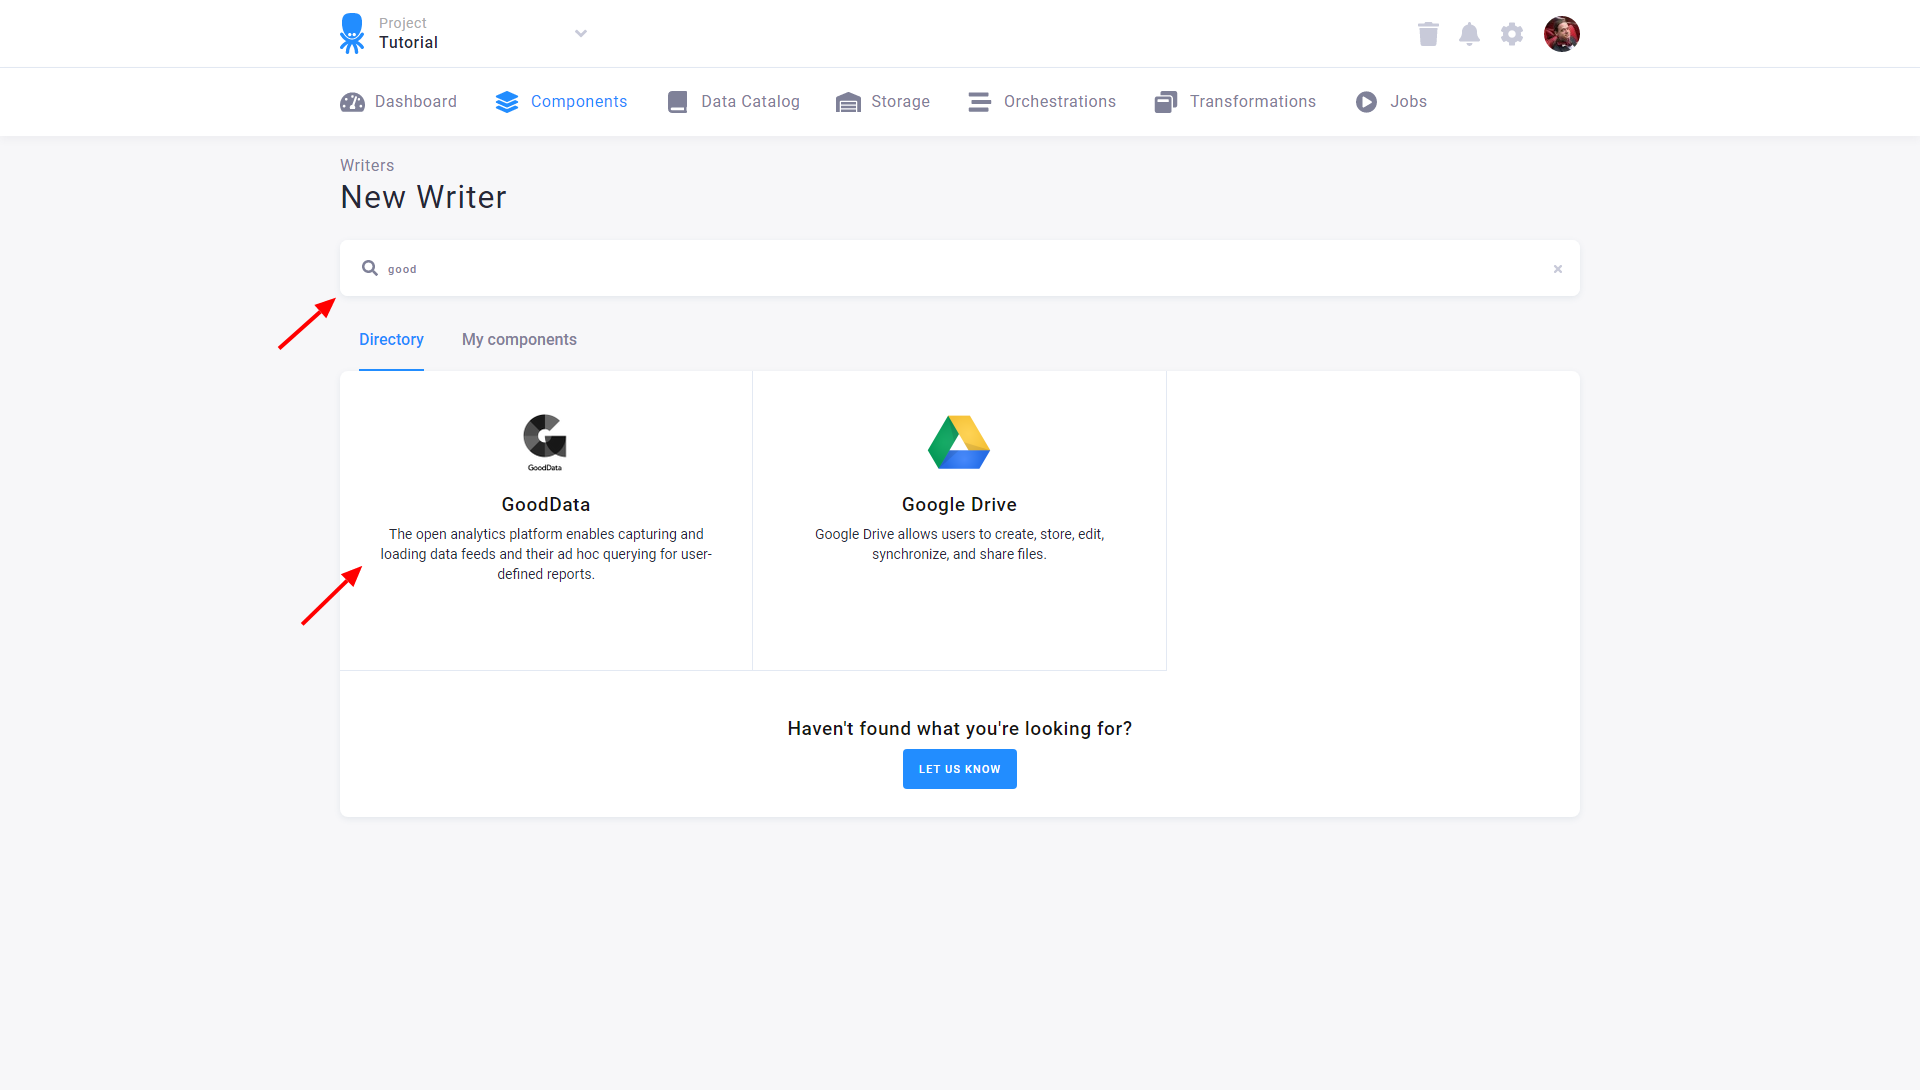 Project
Tutorial
Dashboard
Components
Data Catalog
Storage
Orchestrations
Transformations
Jobs
Writers
New Writer
good
×
Directory
My components
GoodData
GoodData
The open analytics platform enables capturing and
loading data feeds and their ad hoc querying for user-
defined reports.
Google Drive
Google Drive allows users to create, store, edit,
synchronize, and share files.
Haven't found what you're looking for?
LET US KNOW